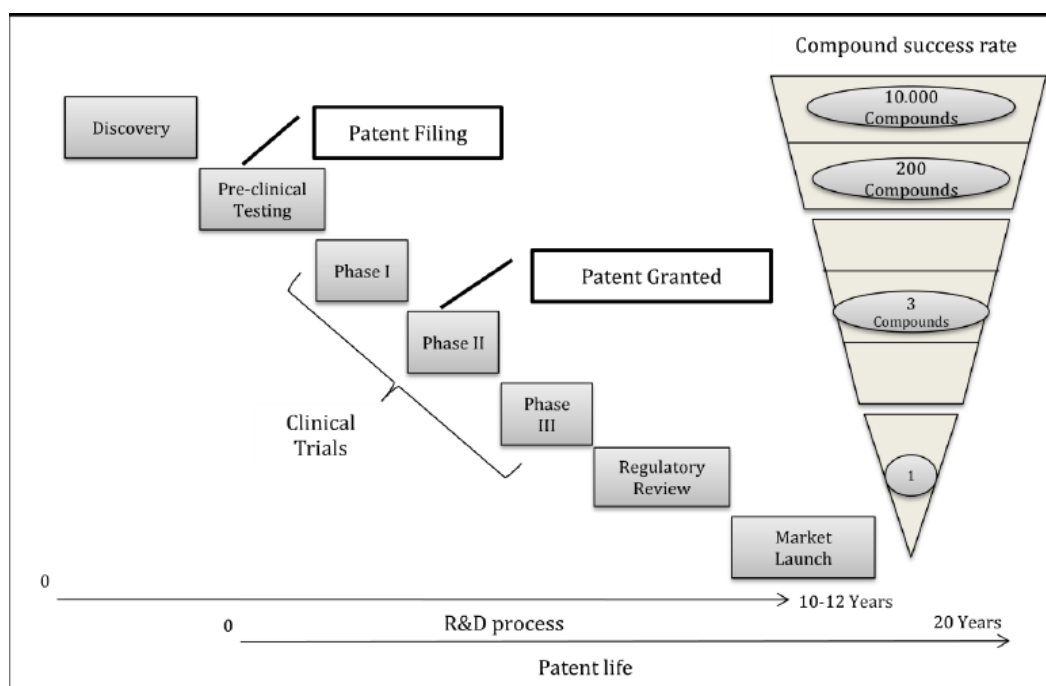 Compound success rate
10.000
Compounds
Discovery
Patent Filing
200
Compounds
Pre-clinical
Testing
Phase I
Patent Granted
3
Compounds
Phase II
Clinical
Trials
Phase
III
Regulatory
Review
1
Market
Launch
0
10-12 Years
0
R&D process
20 Years
Patent life